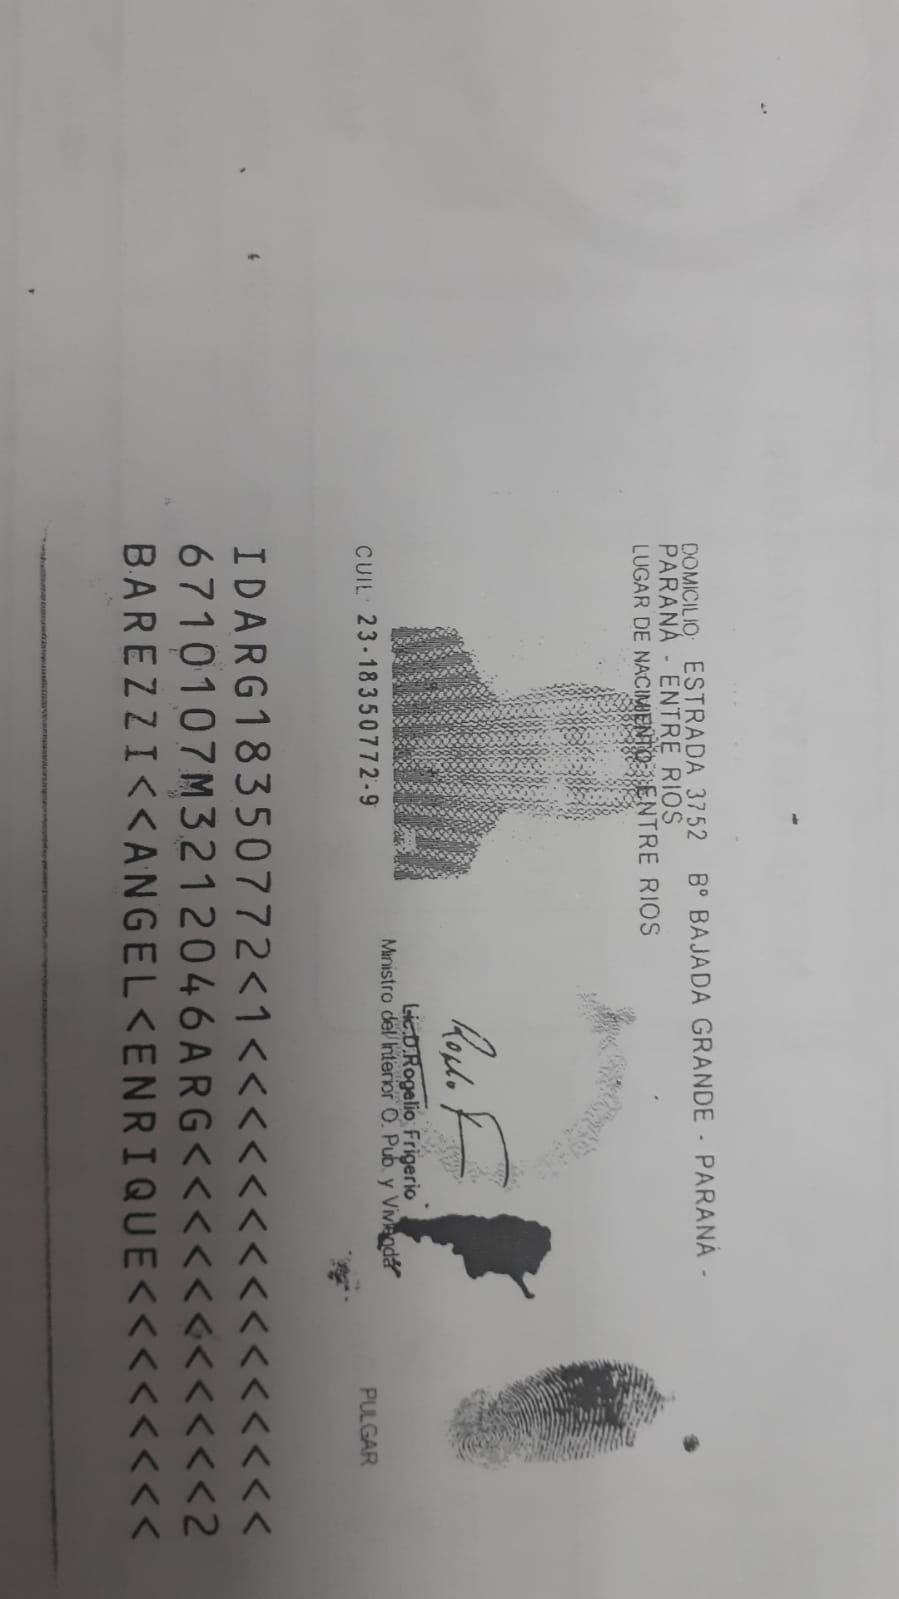 DOMICILIO: ESTRADA 3752 Bº BAJADA GRANDE - PARANÁ -
PARANÁ - ENTRE RIOS
LUGAR DE NACIMIENTO: ENTRE RIOS
Lic. D. Rogelio Frigerio
Ministro del Interior O. Pub. y Vivienda
CUIL: 23-18350772-9
PULGAR
IDARG18350772<1<<<<<<<<<<<<<<<
6710107M3212046ARG<<<<<<<<<<<2
BAREZZI<<ANGEL<ENRIQUE<<<<<<<<